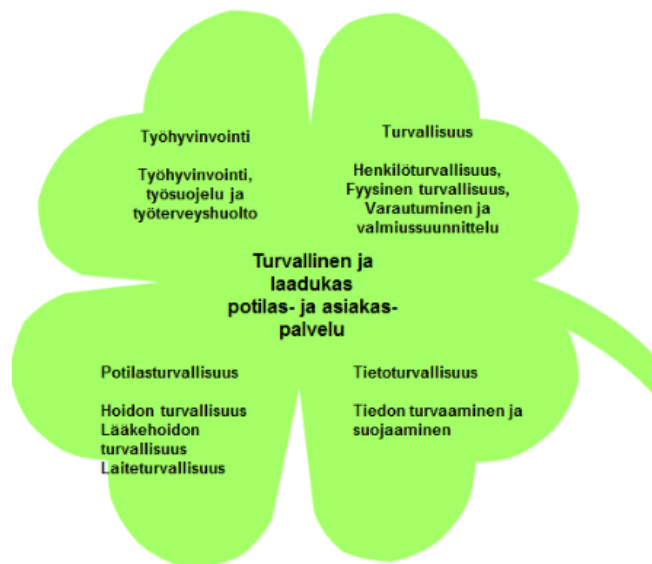 Työhyvinvointi
Työhyvinvointi,
työsuojelu ja
työterveyshuolto
Turvallisuus
Henkilöturvallisuus,
Fyysinen turvallisuus,
Varautuminen ja
valmiussuunnittelu
Turvallinen ja
laadukas
potilas- ja asiakas-
palvelu
Potilasturvallisuus
Hoidon turvallisuus
Lääkehoidon
turvallisuus
Laiteturvallisuus
Tietoturvallisuus
Tiedon turvaaminen ja
suojaaminen